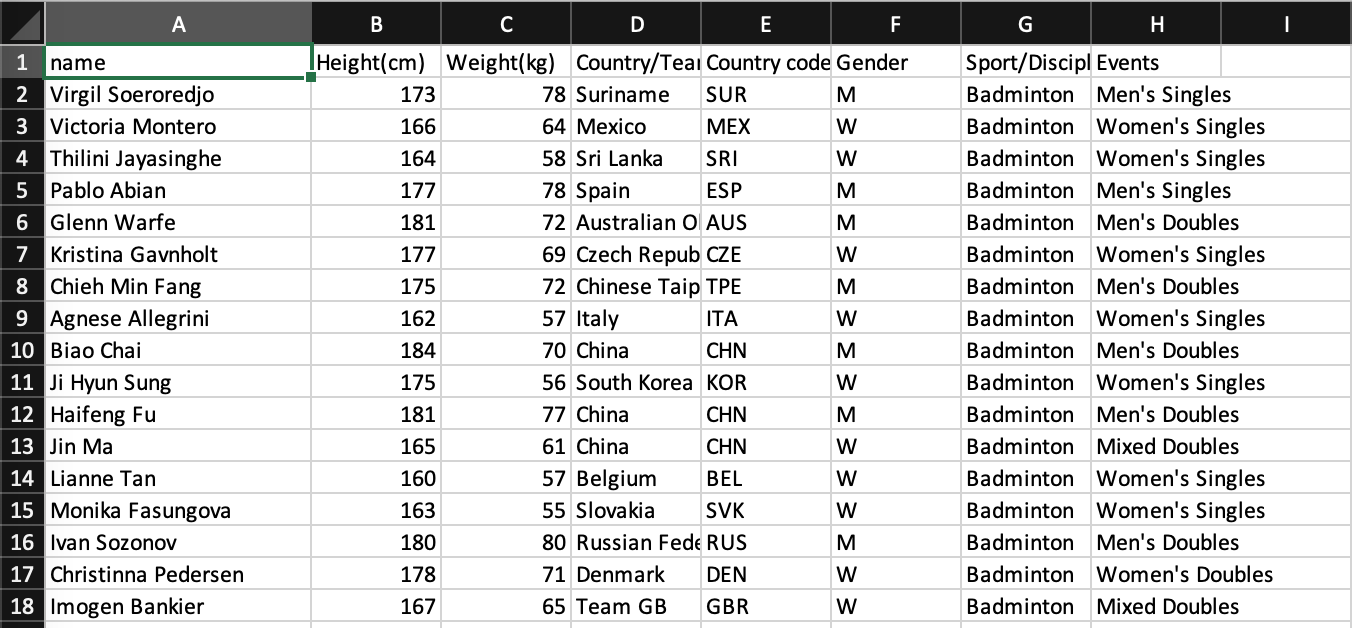 A B C D E F G H I
1 name Height(cm) Weight(kg) Country/Tea Country code Gender Sport/Discipl Events
2 Virgil Soeroredjo 173 78 Suriname SUR M Badminton Men's Singles
3 Victoria Montero 166 64 Mexico MEX W Badminton Women's Singles
4 Thilini Jayasinghe 164 58 Sri Lanka SRI W Badminton Women's Singles
5 Pablo Abian 177 78 Spain ESP M Badminton Men's Singles
6 Glenn Warfe 181 72 Australian O AUS M Badminton Men's Doubles
7 Kristina Gavnholt 177 69 Czech Repub CZE W Badminton Women's Singles
8 Chieh Min Fang 175 72 Chinese Taip TPE M Badminton Men's Doubles
9 Agnese Allegrini 162 57 Italy ITA W Badminton Women's Singles
10 Biao Chai 184 70 China CHN M Badminton Men's Doubles
11 Ji Hyun Sung 175 56 South Korea KOR W Badminton Women's Singles
12 Haifeng Fu 181 77 China CHN M Badminton Men's Doubles
13 Jin Ma 165 61 China CHN W Badminton Mixed Doubles
14 Lianne Tan 160 57 Belgium BEL W Badminton Women's Singles
15 Monika Fasungova 163 55 Slovakia SVK W Badminton Women's Singles
16 Ivan Sozonov 180 80 Russian Fede RUS M Badminton Men's Doubles
17 Christinna Pedersen 178 71 Denmark DEN W Badminton Women's Doubles
18 Imogen Bankier 167 65 Team GB GBR W Badminton Mixed Doubles